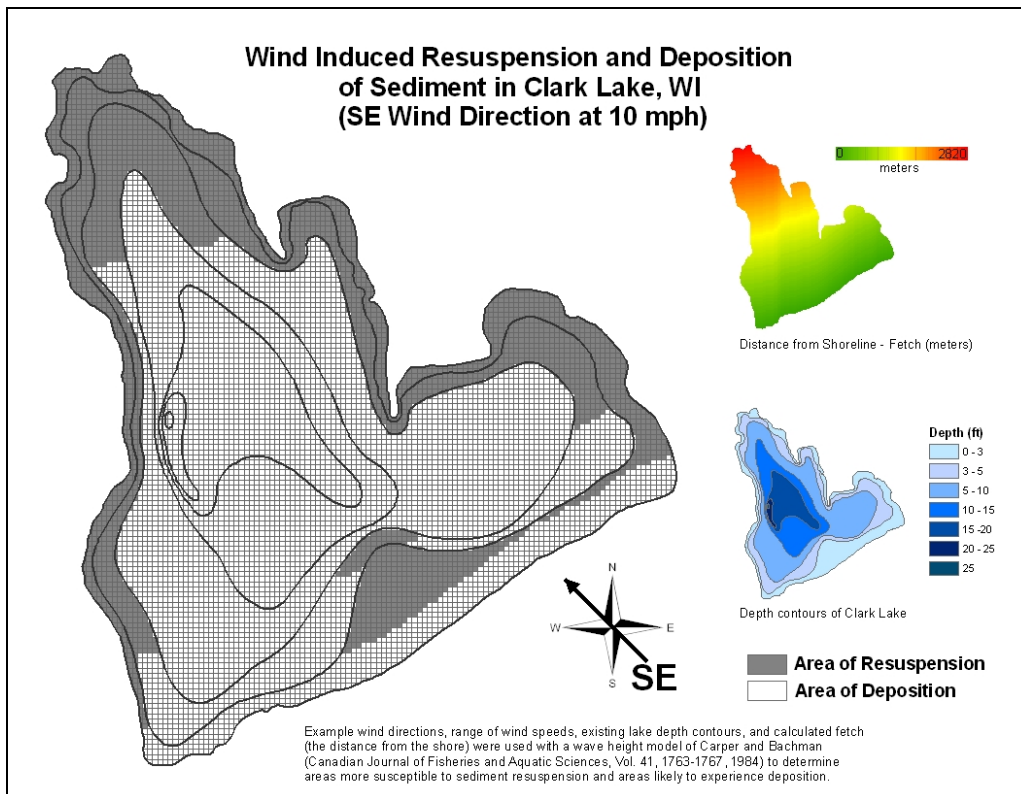 Wind Induced Resuspension and Deposition
of Sediment in Clark Lake, WI
(SE Wind Direction at 10 mph)
0 2820
meters
Distance from Shoreline - Fetch (meters)
Depth (ft)
0 - 3
3 - 5
5 - 10
10 - 15
15 -20
20 - 25
25
Depth contours of Clark Lake
N
W E
S
SE
Area of Resuspension
Area of Deposition
Example wind directions, range of wind speeds, existing lake depth contours, and calculated fetch
(the distance from the shore) were used with a wave height model of Carper and Bachman
(Canadian Journal of Fisheries and Aquatic Sciences, Vol. 41, 1763-1767, 1984) to determine
areas more susceptible to sediment resuspension and areas likely to experience deposition.